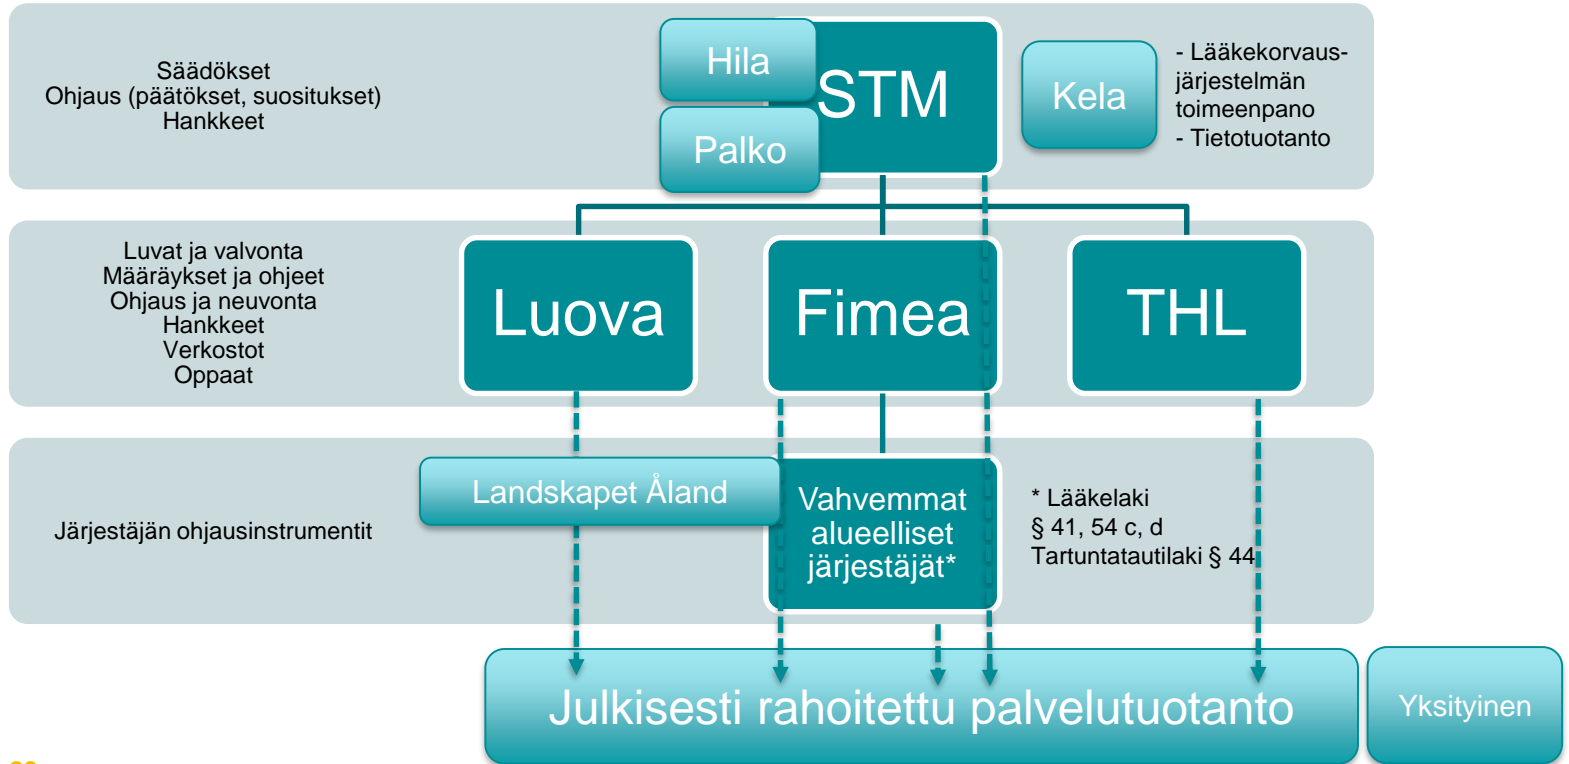 Säädökset
Ohjaus (päätökset, suositukset)
Hankkeet
Hila
Palko
STM
Kela
- Lääkekorvaus-
järjestelmän
toimeenpano
- Tietotuotanto
Luvat ja valvonta
Määräykset ja ohjeet
Ohjaus ja neuvonta
Hankkeet
Verkostot
Oppaat
Luova
Fimea
THL
Järjestäjän ohjausinstrumentit
Landskapet Åland
Vahvemmat
alueelliset
järjestäjät*
* Lääkelaki
§ 41, 54 c, d
Tartuntatautilaki § 44
Julkisesti rahoitettu palvelutuotanto
Yksityinen